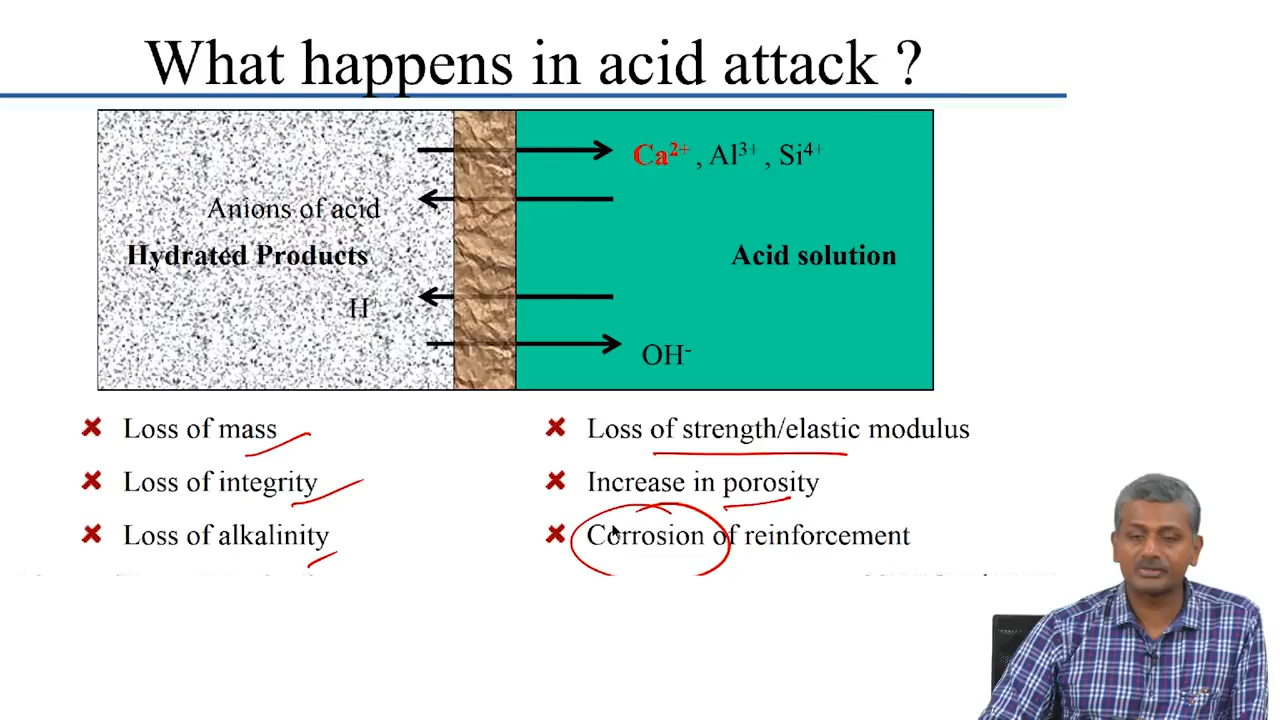 What happens in acid attack ?
Ca²⁺ , Al³⁺ , Si⁴⁺
Anions of acid
Hydrated Products
Acid solution
H
OH⁻
Loss of mass
Loss of strength/elastic modulus
Loss of integrity
Increase in porosity
Loss of alkalinity
Corrosion of reinforcement